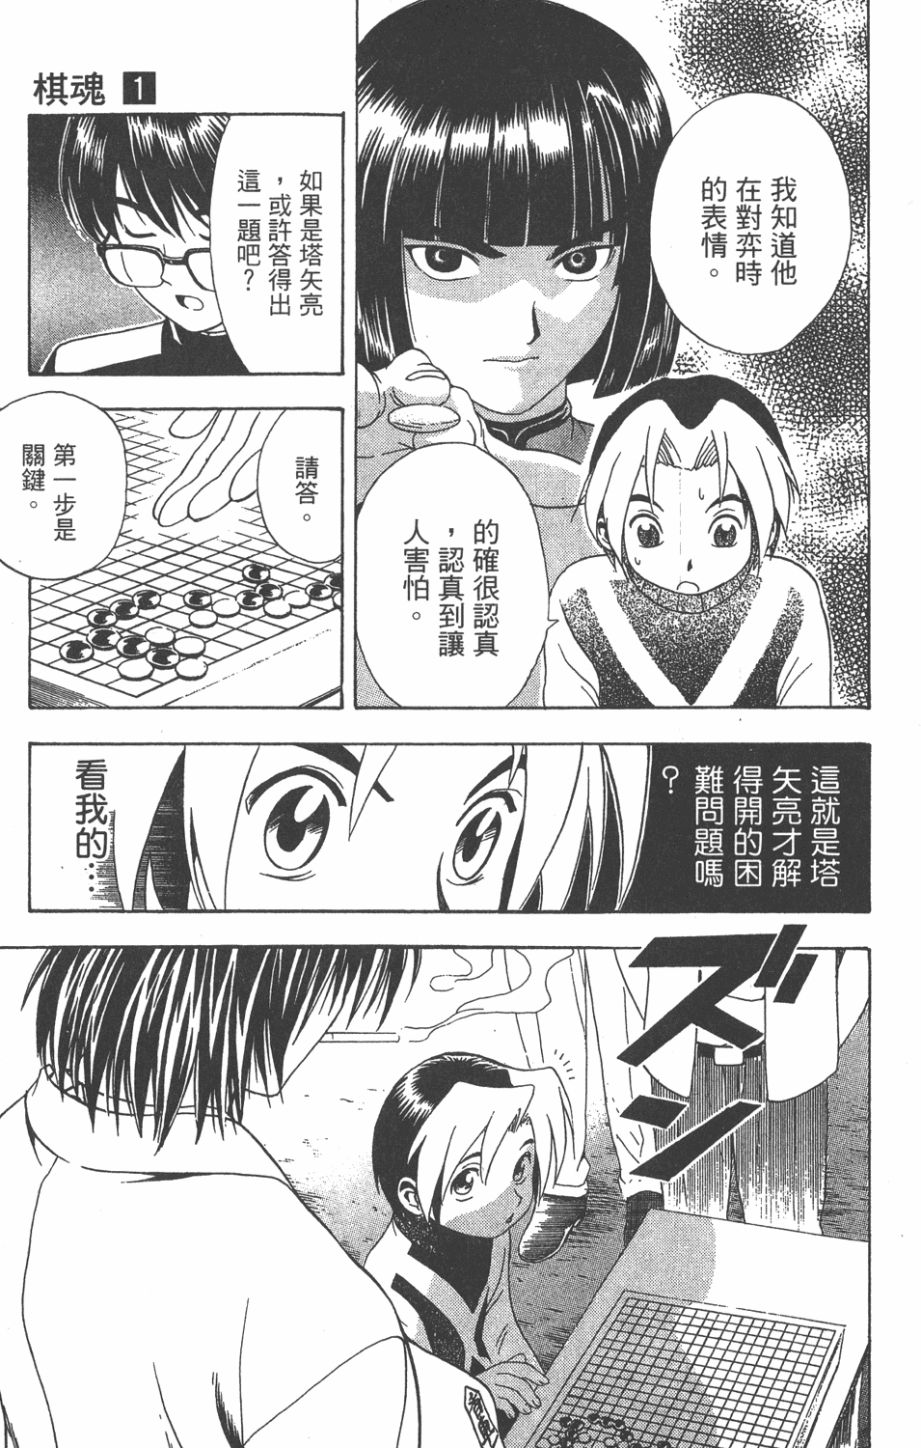 棋魂 1
我知道他
在對弈時
的表情。
的確很認真
，認真到讓
人害怕。
如果是塔矢亮
，或許答得出
這一題吧？
請答。
第一步是
關鍵。
這就是塔
矢亮才解
得開的困
難問題嗎
？
看我的…
ズン